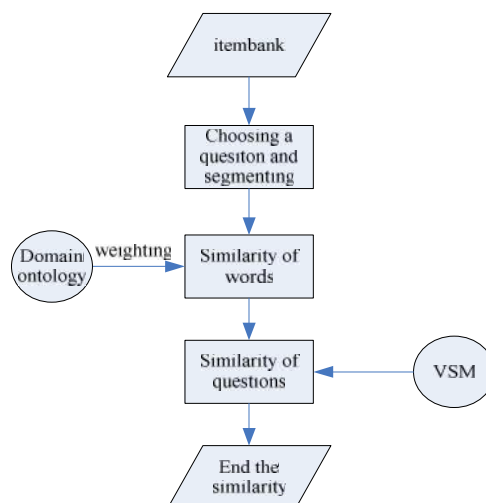 itembank
Choosing a
quesiton and
segmenting
Domain
ontology
weighting
Similarity of
words
Similarity of
questions
VSM
End the
similarity